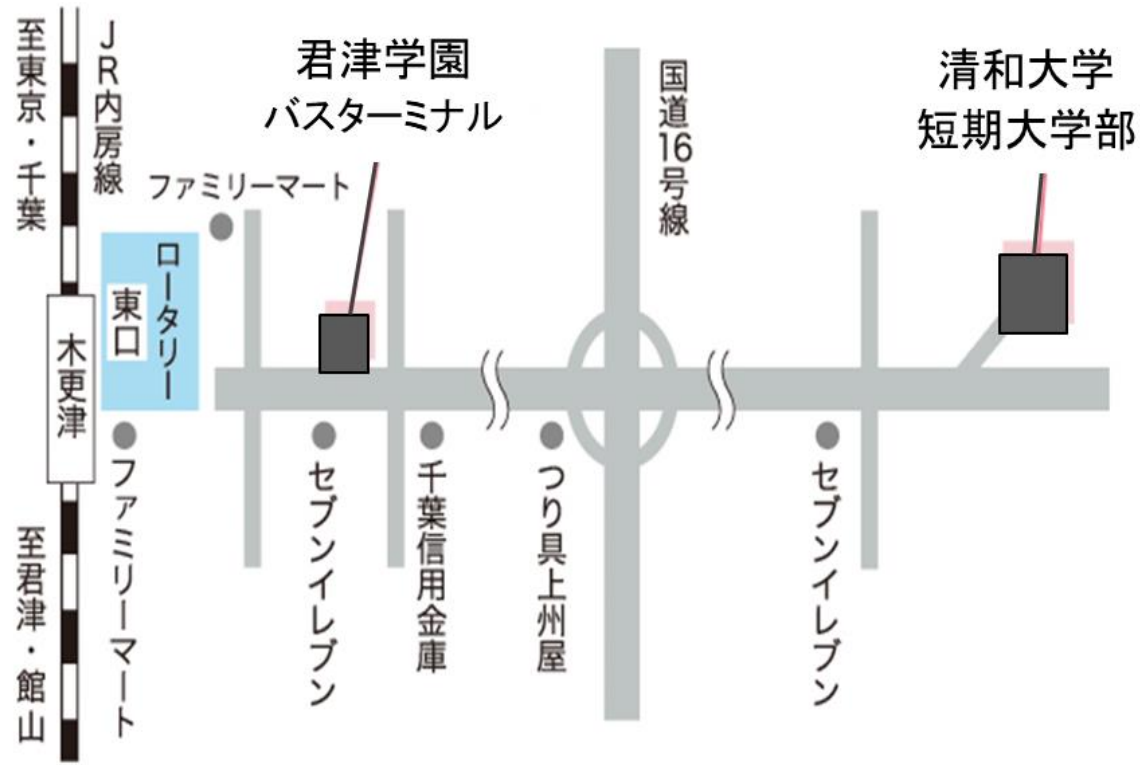 至東京・千葉
JR内房線
君津学園
バスターミナル
国道16号線
清和大学
短期大学部
ファミリーマート
ロータリー
東口
木更津
至君津・館山
ファミリーマート
セブンイレブン
千葉信用金庫
つり具上州屋
セブンイレブン